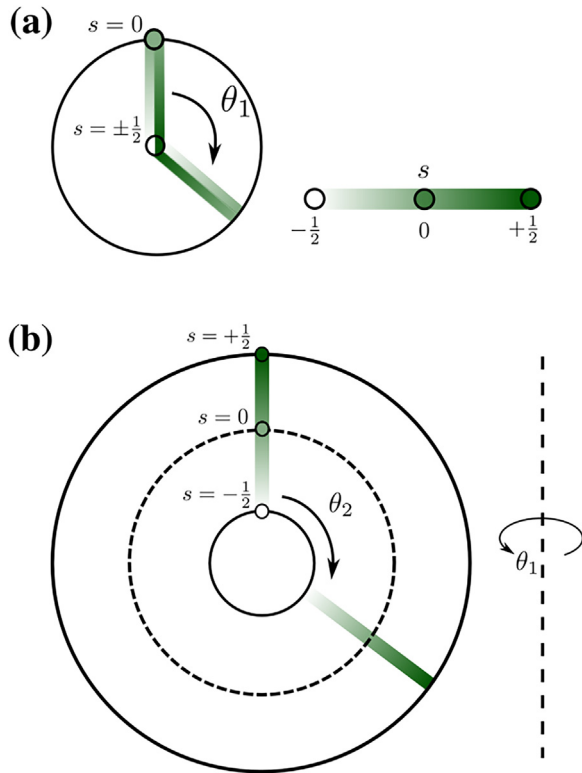 (a)
s = 0
θ₁
s = ±½
s
−½ 0 +½
(b)
s = +½
s = 0
s = −½
θ₂
θ₁